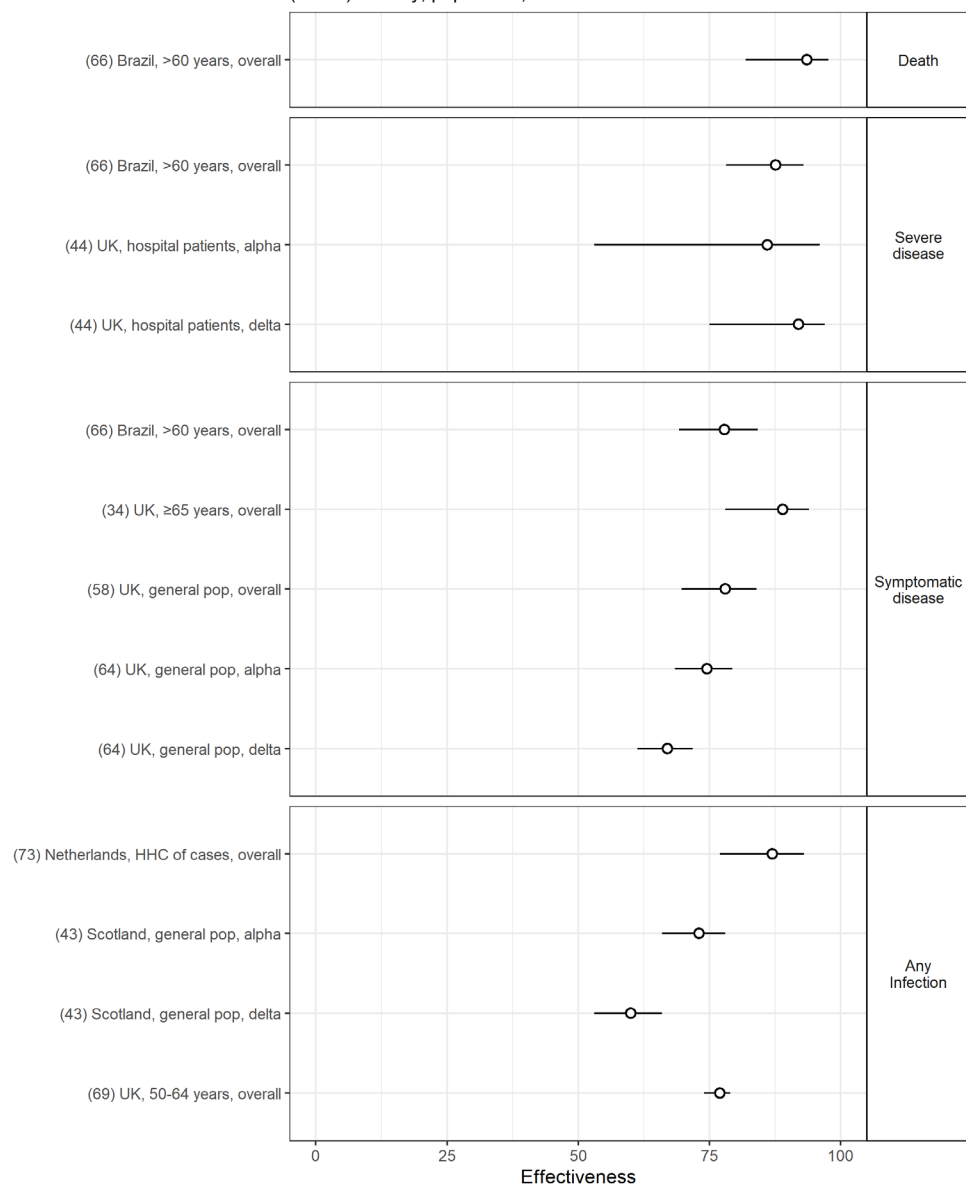 (66) Brazil, >60 years, overall
Death
(66) Brazil, >60 years, overall
(44) UK, hospital patients, alpha
(44) UK, hospital patients, delta
Severe
disease
(66) Brazil, >60 years, overall
(34) UK, ≥65 years, overall
(58) UK, general pop, overall
(64) UK, general pop, alpha
(64) UK, general pop, delta
Symptomatic
disease
(73) Netherlands, HHC of cases, overall
(43) Scotland, general pop, alpha
(43) Scotland, general pop, delta
(69) UK, 50-64 years, overall
Any
Infection
0 25 50 75 100
Effectiveness